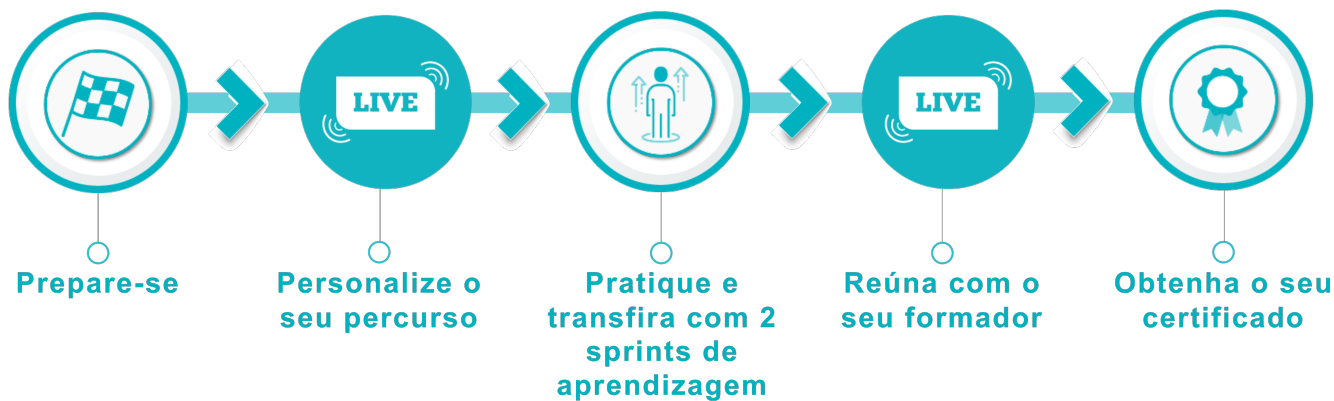 LIVE
LIVE
Prepare-se
Personalize o
seu percurso
Pratique e
transfira com 2
sprints de
aprendizagem
Reúna com o
seu formador
Obtenha o seu
certificado